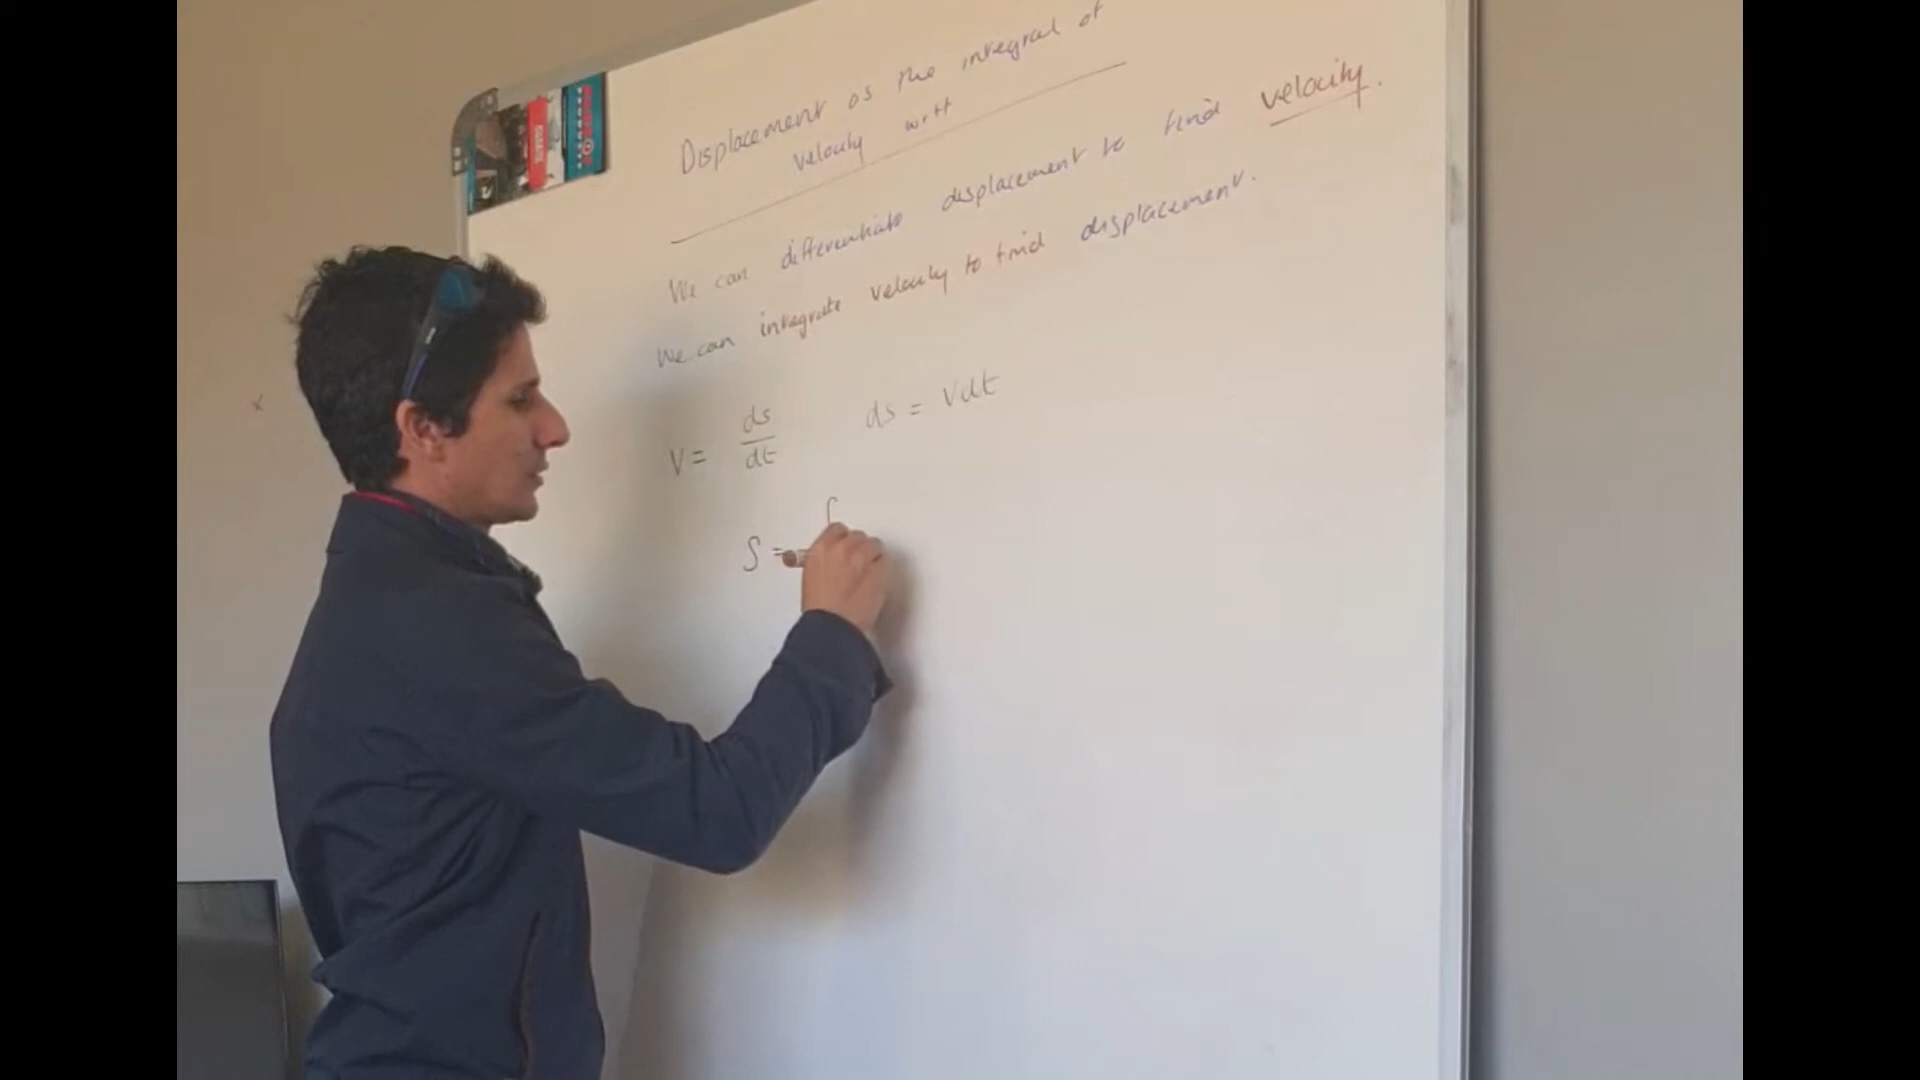 Displacement as the integral of
velocity wrt t
We can differentiate displacement to find velocity.
We can integrate velocity to find displacement.
V = ds/dt ds = Vdt
S = ∫